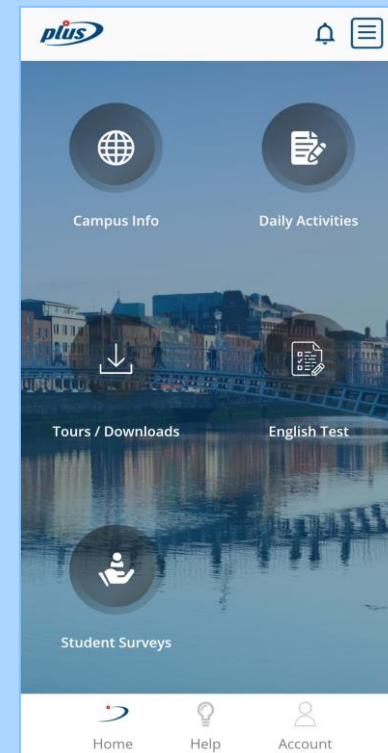 plus
Campus Info
Daily Activities
Tours / Downloads
English Test
Student Surveys
Home
Help
Account